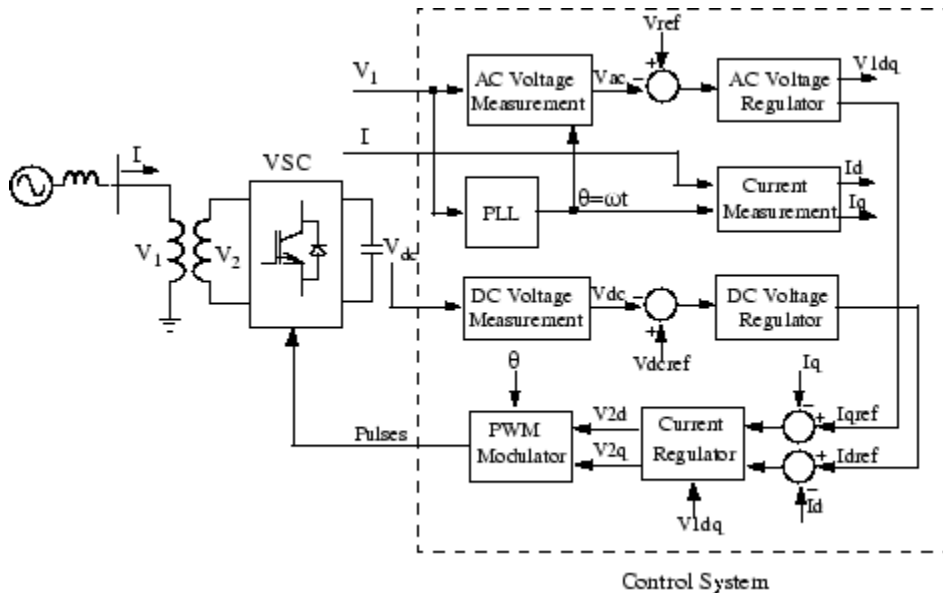 Vref
V1
AC Voltage
Measurement
Vac
−
+
AC Voltage
Regulator
V1dq
I
I
VSC
PLL
θ=ωt
Current
Measurement
Id
Iq
V1
V2
Vdc
DC Voltage
Measurement
Vdc
−
+
DC Voltage
Regulator
Vdcref
θ
Iq
−
+
Iqref
Pulses
PWM
Modulator
V2d
V2q
Current
Regulator
+
Idref
−
Id
V1dq
Control System